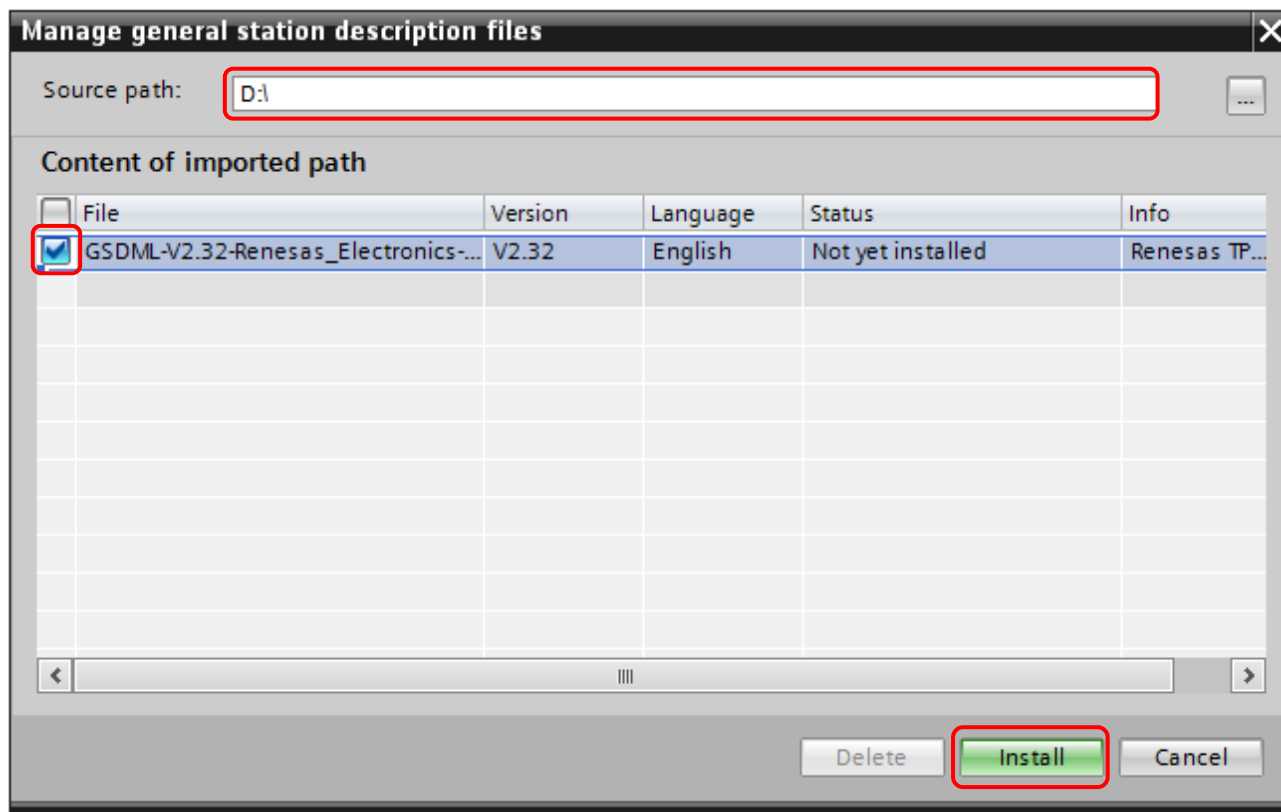 Manage general station description files
Source path: D:\ ...
Content of imported path
File Version Language Status Info
GSDML-V2.32-Renesas_Electronics-... V2.32 English Not yet installed Renesas TP...
Delete Install Cancel